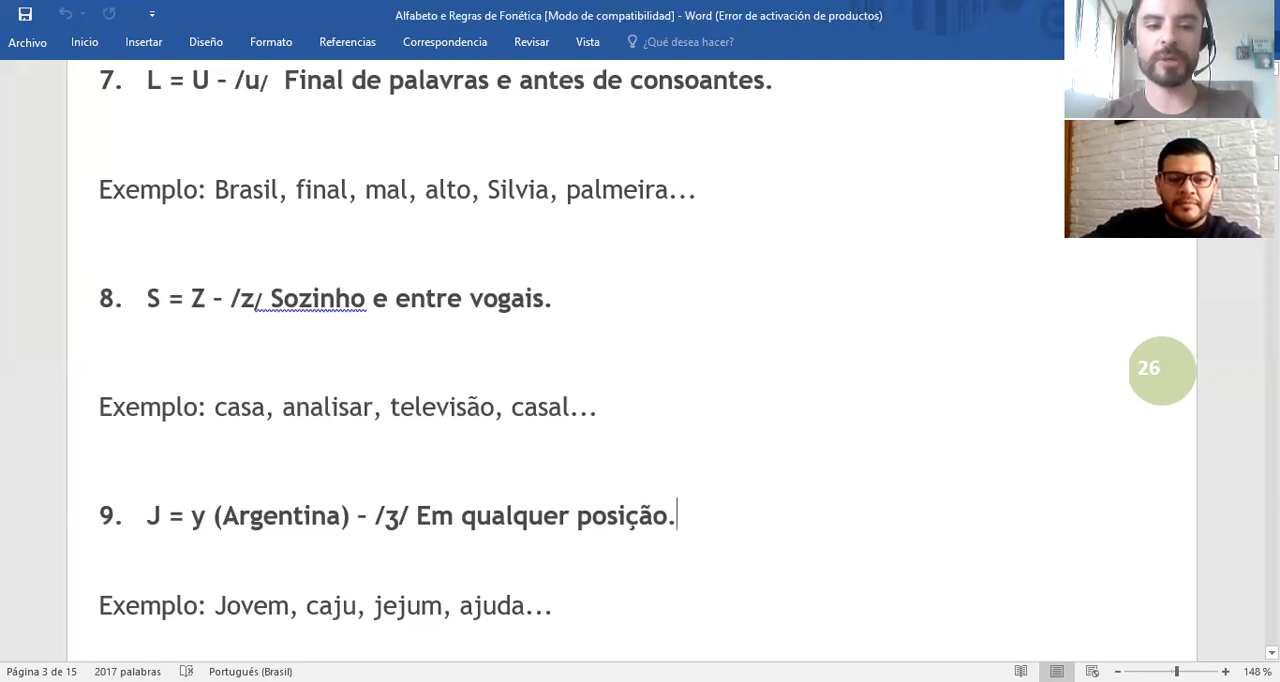 Alfabeto e Regras de Fonética [Modo de compatibilidad] - Word (Error de activación de productos)
Archivo Inicio Insertar Diseño Formato Referencias Correspondencia Revisar Vista ¿Qué desea hacer?
7. L = U – /u/ Final de palavras e antes de consoantes.
Exemplo: Brasil, final, mal, alto, Silvia, palmeira...
8. S = Z – /z/ Sozinho e entre vogais.
26
Exemplo: casa, analisar, televisão, casal...
9. J = y (Argentina) – /ʒ/ Em qualquer posição.
Exemplo: Jovem, caju, jejum, ajuda...
Página 3 de 15 2017 palabras Português (Brasil) 148 %